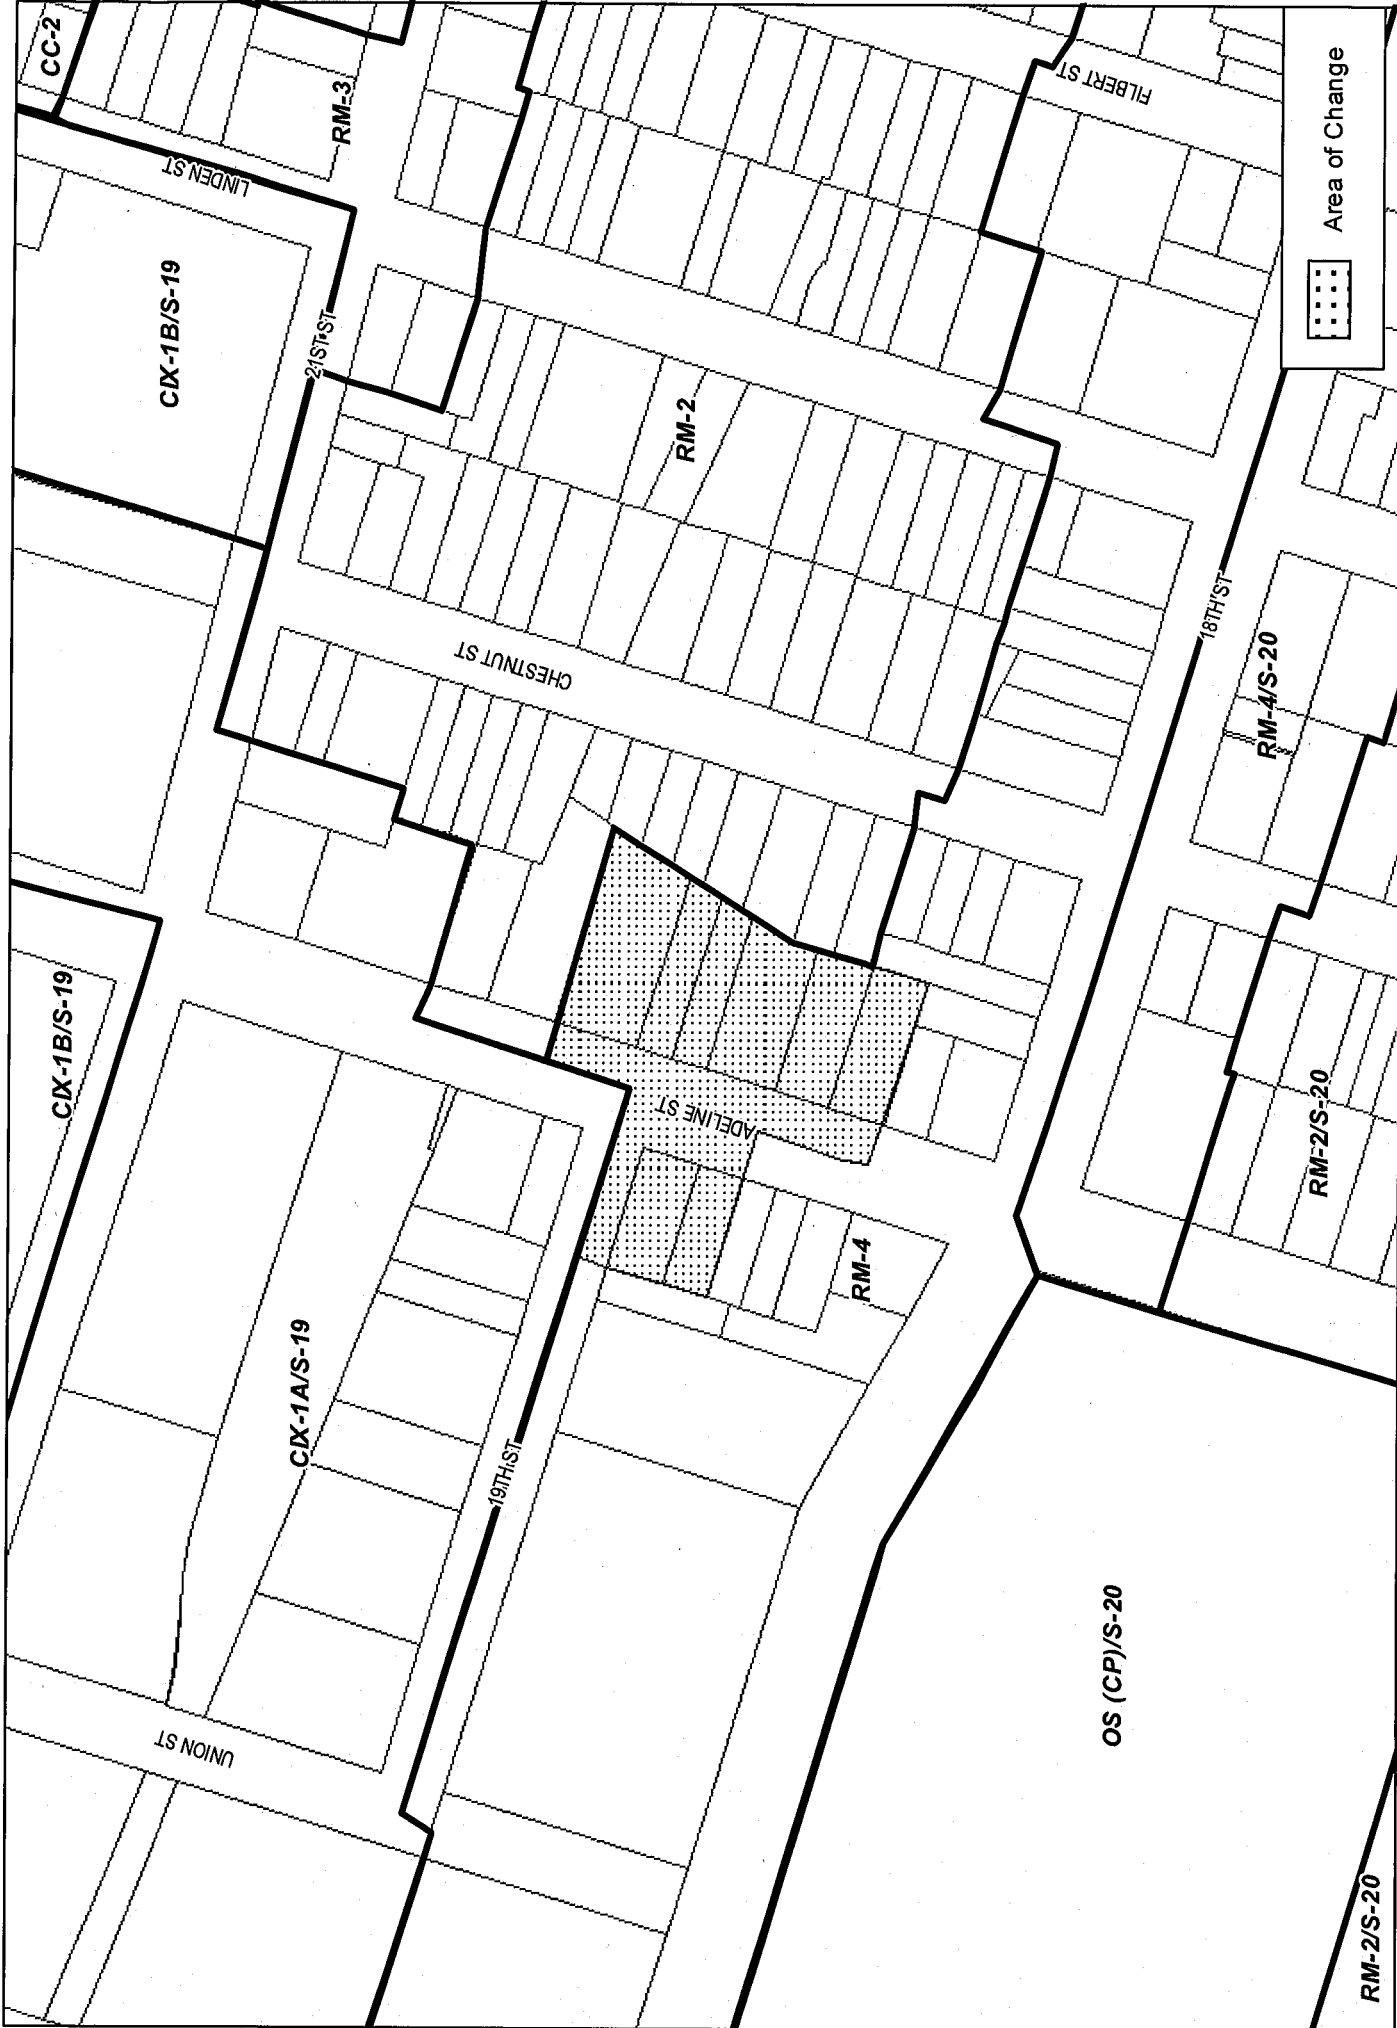 CC-2
RM-3
LINDEN ST
CIX-1B/S-19
21ST ST
FILBERT ST
Area of Change
RM-2
CHESTNUT ST
18TH ST
RM-4/S-20
CIX-1B/S-19
ADELINE ST
RM-2/S-20
RM-4
CIX-1A/S-19
19TH ST
UNION ST
OS (CP)/S-20
RM-2/S-20